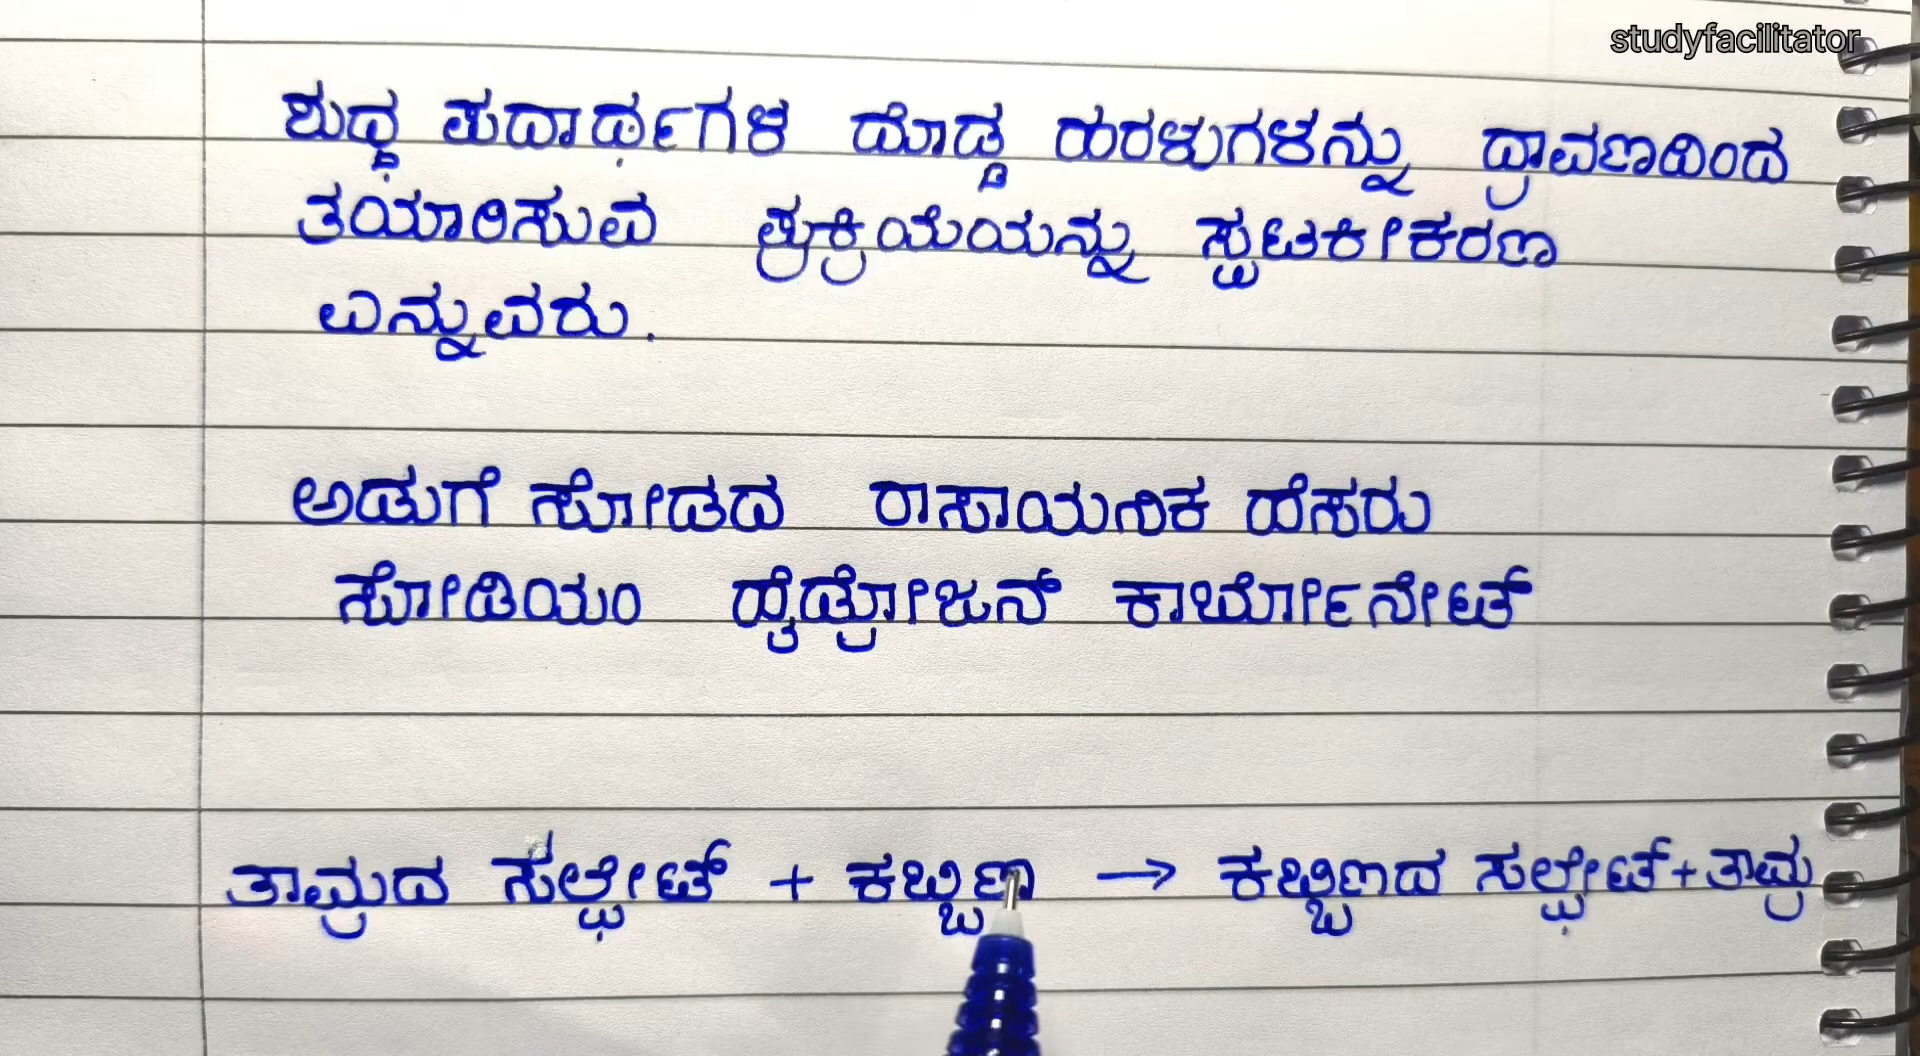 studyfacilitator
ಶುದ್ಧ ಪದಾರ್ಥಗಳ ದೊಡ್ಡ ಹರಳುಗಳನ್ನು ದ್ರಾವಣದಿಂದ
ತಯಾರಿಸುವ ಪ್ರಕ್ರಿಯೆಯನ್ನು ಸ್ಪಟಕೀಕರಣ
ಎನ್ನುವರು.
ಅಡುಗೆ ಸೋಡದ ರಾಸಾಯನಿಕ ಹೆಸರು
ಸೋಡಿಯಂ ಹೈಡ್ರೋಜನ್ ಕಾರ್ಬೋನೇಟ್
ತಾಮ್ರದ ಸಲ್ಫೇಟ್ + ಕಬ್ಬಿಣ → ಕಬ್ಬಿಣದ ಸಲ್ಫೇಟ್+ತಾಮ್ರ